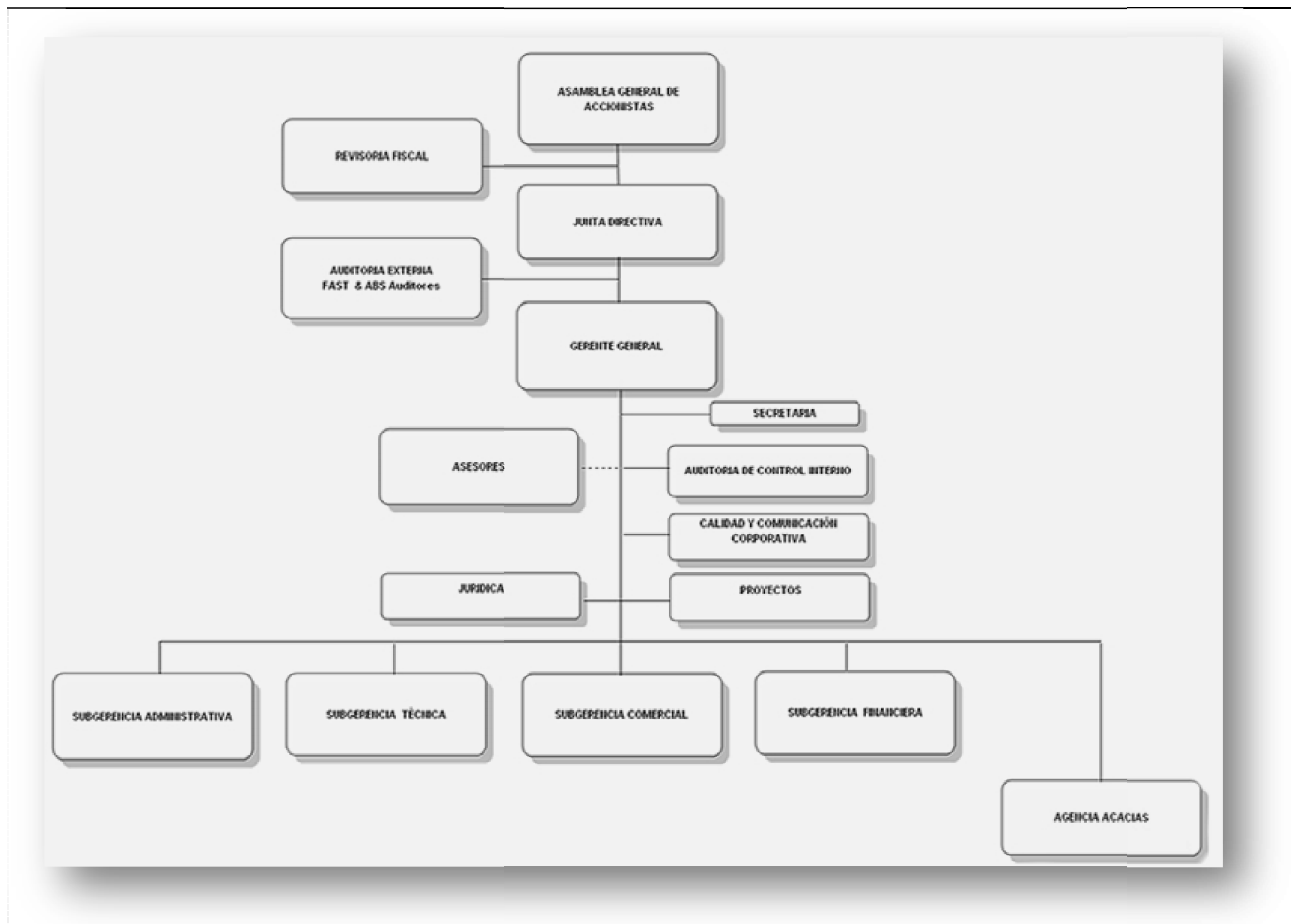 ASAMBLEA GENERAL DE
ACCIONISTAS
REVISORIA FISCAL
JUNTA DIRECTIVA
AUDITORIA EXTERNA
FAST & ABS Auditores
GERENTE GENERAL
SECRETARIA
ASESORES
AUDITORIA DE CONTROL INTERNO
CALIDAD Y COMUNICACIÓN
CORPORATIVA
JURIDICA
PROYECTOS
SUBGERENCIA ADMINISTRATIVA
SUBGERENCIA TÉCNICA
SUBGERENCIA COMERCIAL
SUBGERENCIA FINANCIERA
AGENCIA ACACIAS